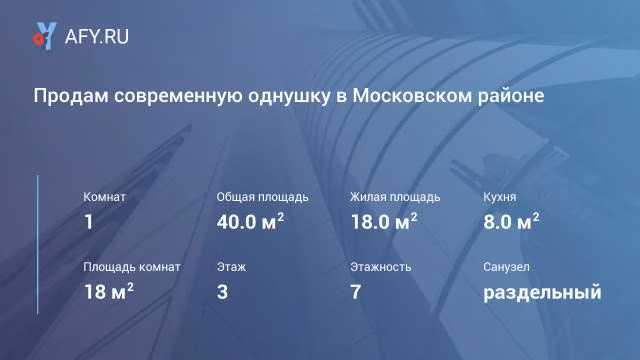 AFY.RU
Продам современную однушку в Московском районе
Комнат
1
Общая площадь
40.0 м²
Жилая площадь
18.0 м²
Кухня
8.0 м²
Площадь комнат
18 м²
Этаж
3
Этажность
7
Санузел
раздельный